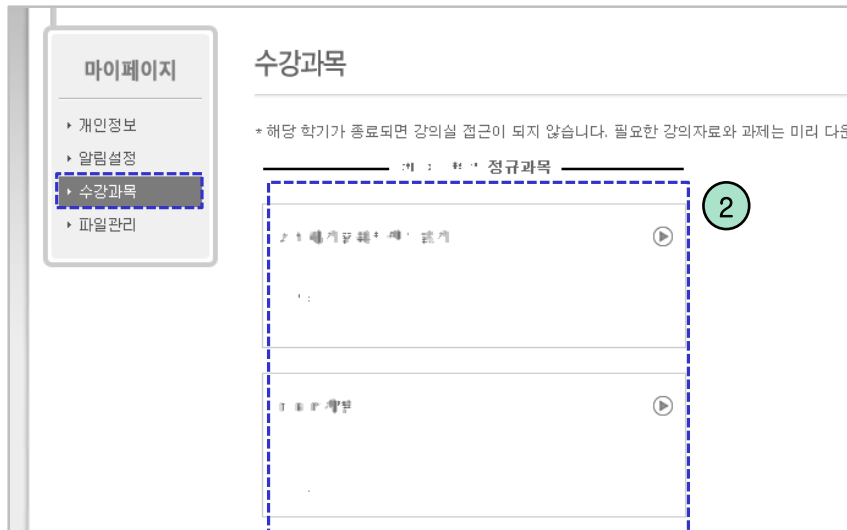 마이페이지
개인정보
알림설정
수강과목
파일관리
수강과목
* 해당 학기가 종료되면 강의실 접근이 되지 않습니다. 필요한 강의자료와 과제는 미리 다운
정규과목
2